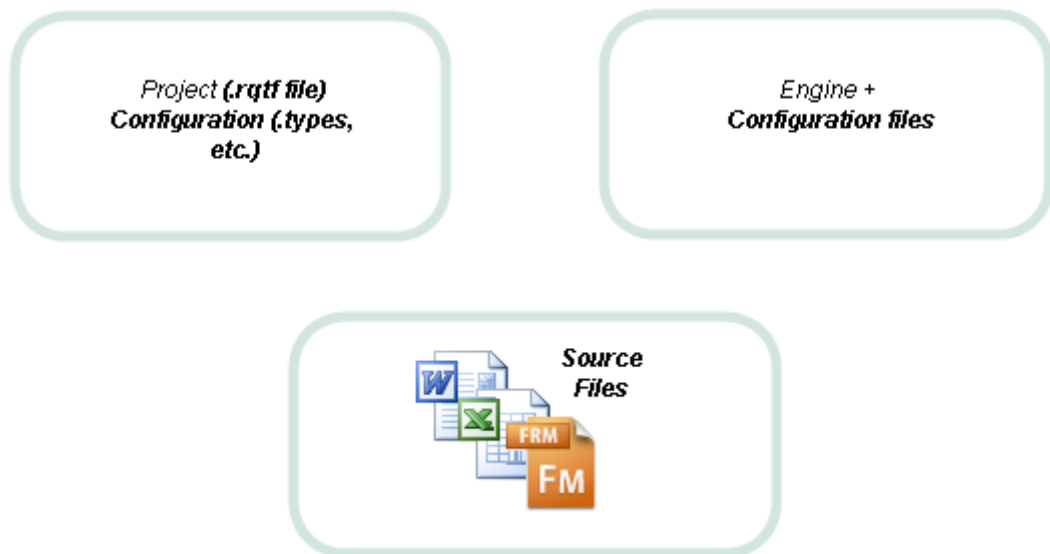 Project (.rqtf file)
Configuration (.types,
etc.)
Engine +
Configuration files
Source
Files
W
X
FRM
FM